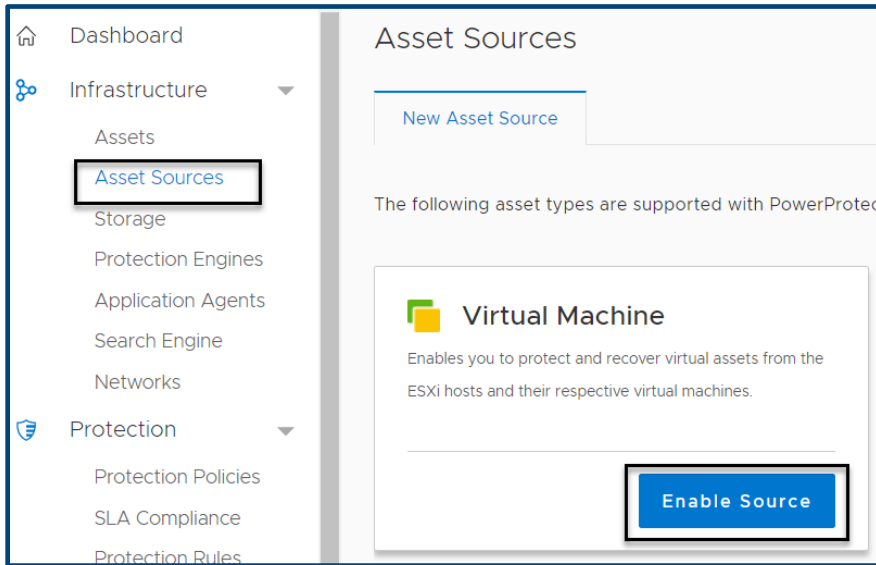 Dashboard
Infrastructure
Assets
Asset Sources
Storage
Protection Engines
Application Agents
Search Engine
Networks
Protection
Protection Policies
SLA Compliance
Protection Rules
Asset Sources
New Asset Source
The following asset types are supported with PowerProtec
Virtual Machine
Enables you to protect and recover virtual assets from the
ESXi hosts and their respective virtual machines.
Enable Source